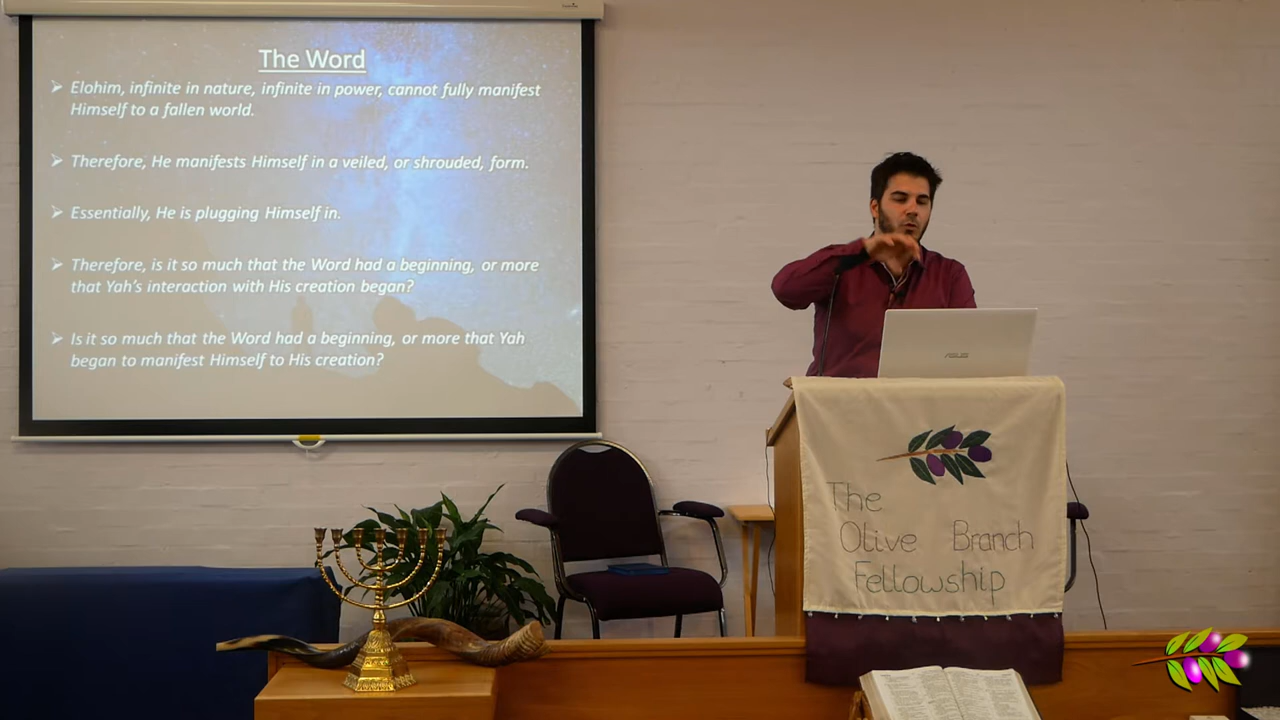 The Word
➢ Elohim, infinite in nature, infinite in power, cannot fully manifest
Himself to a fallen world.
➢ Therefore, He manifests Himself in a veiled, or shrouded, form.
➢ Essentially, He is plugging Himself in.
➢ Therefore, is it so much that the Word had a beginning, or more
that Yah's interaction with His creation began?
➢ Is it so much that the Word had a beginning, or more that Yah
began to manifest Himself to His creation?
ASUS
The
Olive Branch
Fellowship